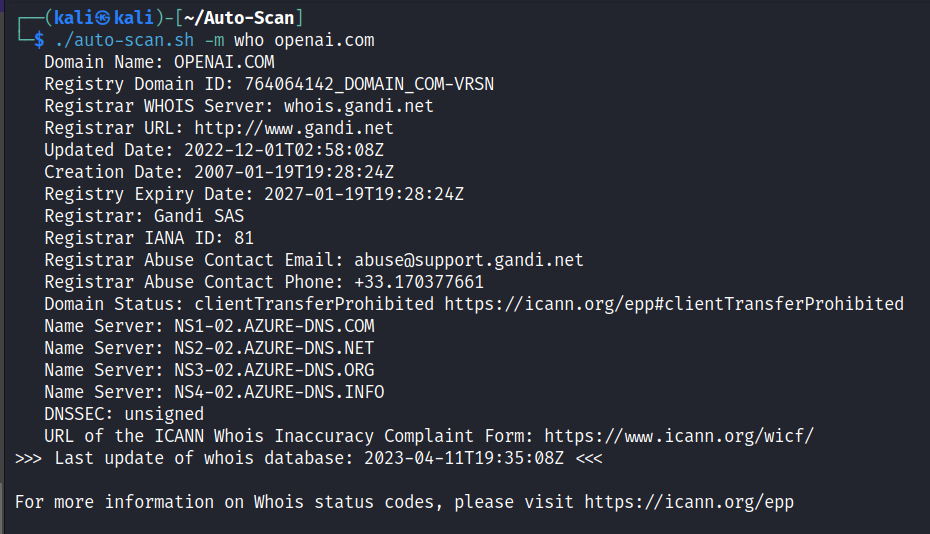 ┌──(kali㉿kali)-[~/Auto-Scan]
└─$ ./auto-scan.sh -m who openai.com
Domain Name: OPENAI.COM
Registry Domain ID: 764064142_DOMAIN_COM-VRSN
Registrar WHOIS Server: whois.gandi.net
Registrar URL: http://www.gandi.net
Updated Date: 2022-12-01T02:58:08Z
Creation Date: 2007-01-19T19:28:24Z
Registry Expiry Date: 2027-01-19T19:28:24Z
Registrar: Gandi SAS
Registrar IANA ID: 81
Registrar Abuse Contact Email: abuse@support.gandi.net
Registrar Abuse Contact Phone: +33.170377661
Domain Status: clientTransferProhibited https://icann.org/epp#clientTransferProhibited
Name Server: NS1-02.AZURE-DNS.COM
Name Server: NS2-02.AZURE-DNS.NET
Name Server: NS3-02.AZURE-DNS.ORG
Name Server: NS4-02.AZURE-DNS.INFO
DNSSEC: unsigned
URL of the ICANN Whois Inaccuracy Complaint Form: https://www.icann.org/wicf/
>>> Last update of whois database: 2023-04-11T19:35:08Z <<<
For more information on Whois status codes, please visit https://icann.org/epp